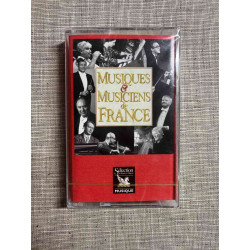 MUSIQUES
& MUSICIENS
de FRANCE
Sélection
MUSIQUE